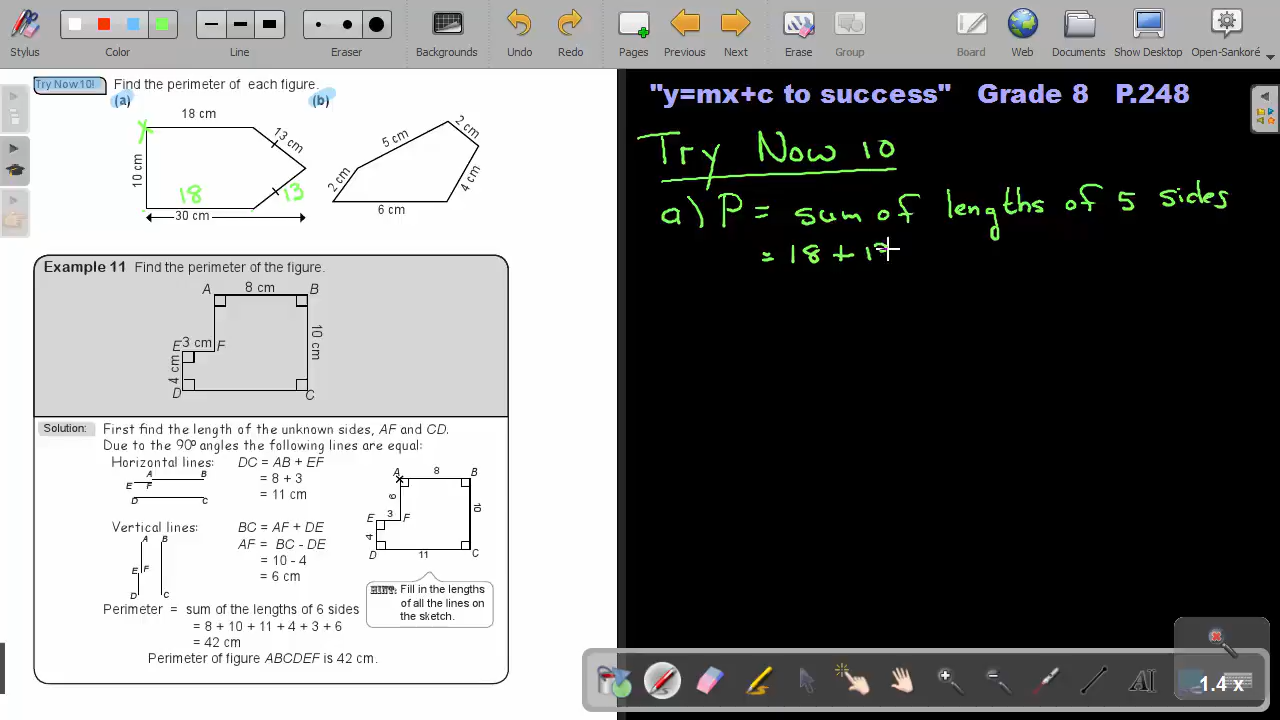 Stylus
Color
Line
Eraser
Backgrounds
Undo
Redo
Pages
Previous
Next
Erase
Group
Board
Web
Documents
Show Desktop
Open-Sankoré
Try Now 10! Find the perimeter of each figure.
(a)
(b)
18 cm
13 cm
10 cm
18
13
30 cm
2 cm
5 cm
2 cm
4 cm
6 cm
Example 11 Find the perimeter of the figure.
A 8 cm B
10 cm
E 3 cm F
4 cm
D C
Solution: First find the length of the unknown sides, AF and CD.
Due to the 90º angles the following lines are equal:
Horizontal lines: DC = AB + EF
= 8 + 3
= 11 cm
A B
E F
D C
Vertical lines: BC = AF + DE
AF = BC - DE
= 10 - 4
= 6 cm
A B
E F
D C
A 8 B
6
10
E 3 F
4
D 11 C
Fill in the lengths
of all the lines on
the sketch.
Perimeter = sum of the lengths of 6 sides
= 8 + 10 + 11 + 4 + 3 + 6
= 42 cm
Perimeter of figure ABCDEF is 42 cm.
"y=mx+c to success" Grade 8 P.248
Try Now 10
a) P = sum of lengths of 5 sides
= 18 + 13
1.4 x